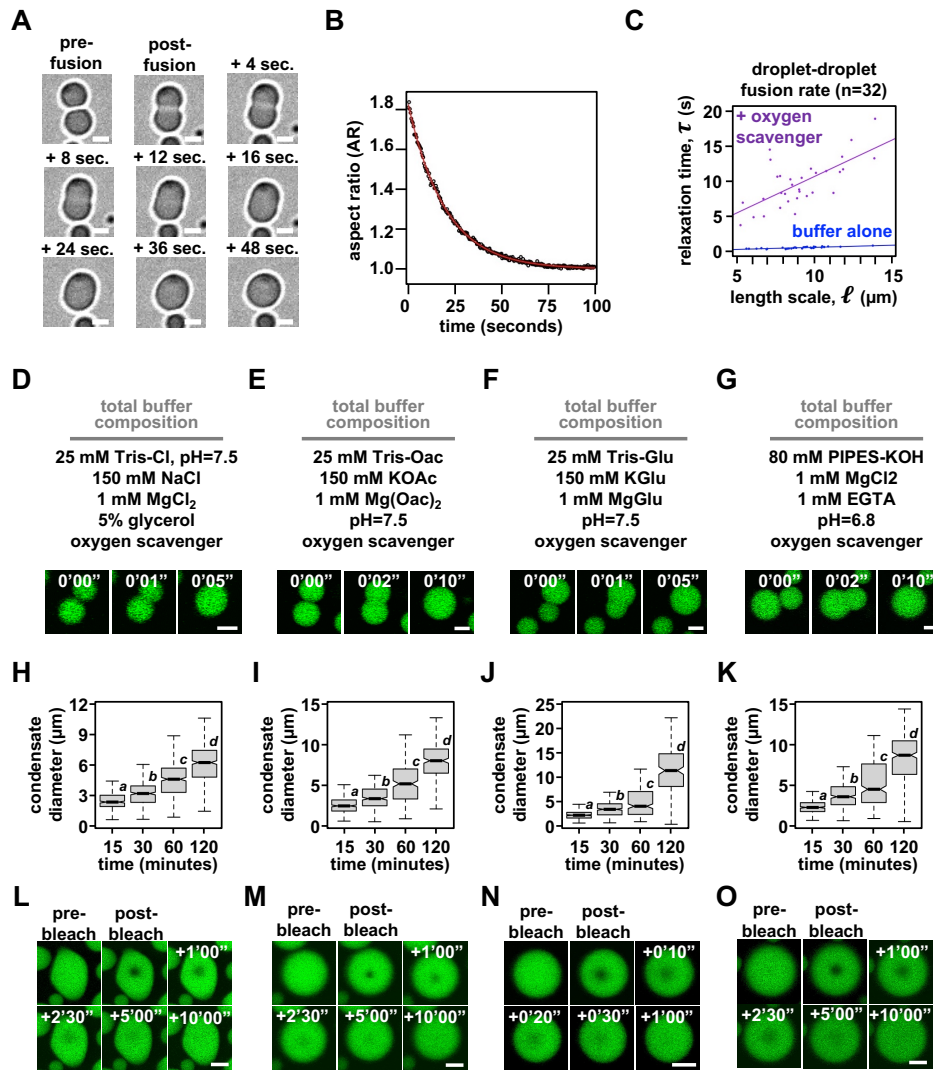 A
pre-
fusion
post-
fusion
+ 4 sec.
+ 8 sec.
+ 12 sec.
+ 16 sec.
+ 24 sec.
+ 36 sec.
+ 48 sec.
B
aspect ratio (AR)
1.8
1.6
1.4
1.2
1.0
0
25
50
75
100
time (seconds)
C
droplet-droplet
fusion rate (n=32)
relaxation time, τ (s)
20
15
10
5
0
+ oxygen
scavenger
buffer alone
5
10
15
length scale, ℓ (µm)
D
total buffer
composition
25 mM Tris-Cl, pH=7.5
150 mM NaCl
1 mM MgCl₂
5% glycerol
oxygen scavenger
0’00”
0’01”
0’05”
E
total buffer
composition
25 mM Tris-Oac
150 mM KOAc
1 mM Mg(Oac)₂
pH=7.5
oxygen scavenger
0’00”
0’02”
0’10”
F
total buffer
composition
25 mM Tris-Glu
150 mM KGlu
1 mM MgGlu
pH=7.5
oxygen scavenger
0’00”
0’01”
0’05”
G
total buffer
composition
80 mM PIPES-KOH
1 mM MgCl2
1 mM EGTA
pH=6.8
oxygen scavenger
0’00”
0’02”
0’10”
H
condensate
diameter (µm)
12
9
6
3
0
a
b
c
d
15
30
60
120
time (minutes)
I
condensate
diameter (µm)
15
10
5
0
a
b
c
d
15
30
60
120
time (minutes)
J
condensate
diameter (µm)
25
20
15
10
5
0
a
b
c
d
15
30
60
120
time (minutes)
K
condensate
diameter (µm)
15
10
5
0
a
b
c
d
15
30
60
120
time (minutes)
L
pre-
bleach
post-
bleach
+1’00”
+2’30”
+5’00”
+10’00”
M
pre-
bleach
post-
bleach
+1’00”
+2’30”
+5’00”
+10’00”
N
pre-
bleach
post-
bleach
+0’10”
+0’20”
+0’30”
+1’00”
O
pre-
bleach
post-
bleach
+1’00”
+2’30”
+5’00”
+10’00”